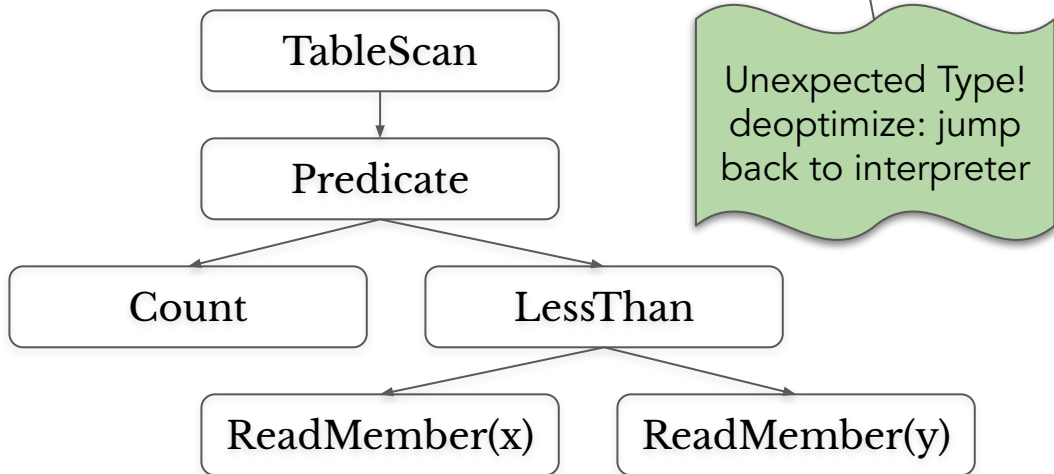 TableScan
Unexpected Type!
deoptimize: jump
back to interpreter
Predicate
Count
LessThan
ReadMember(x)
ReadMember(y)